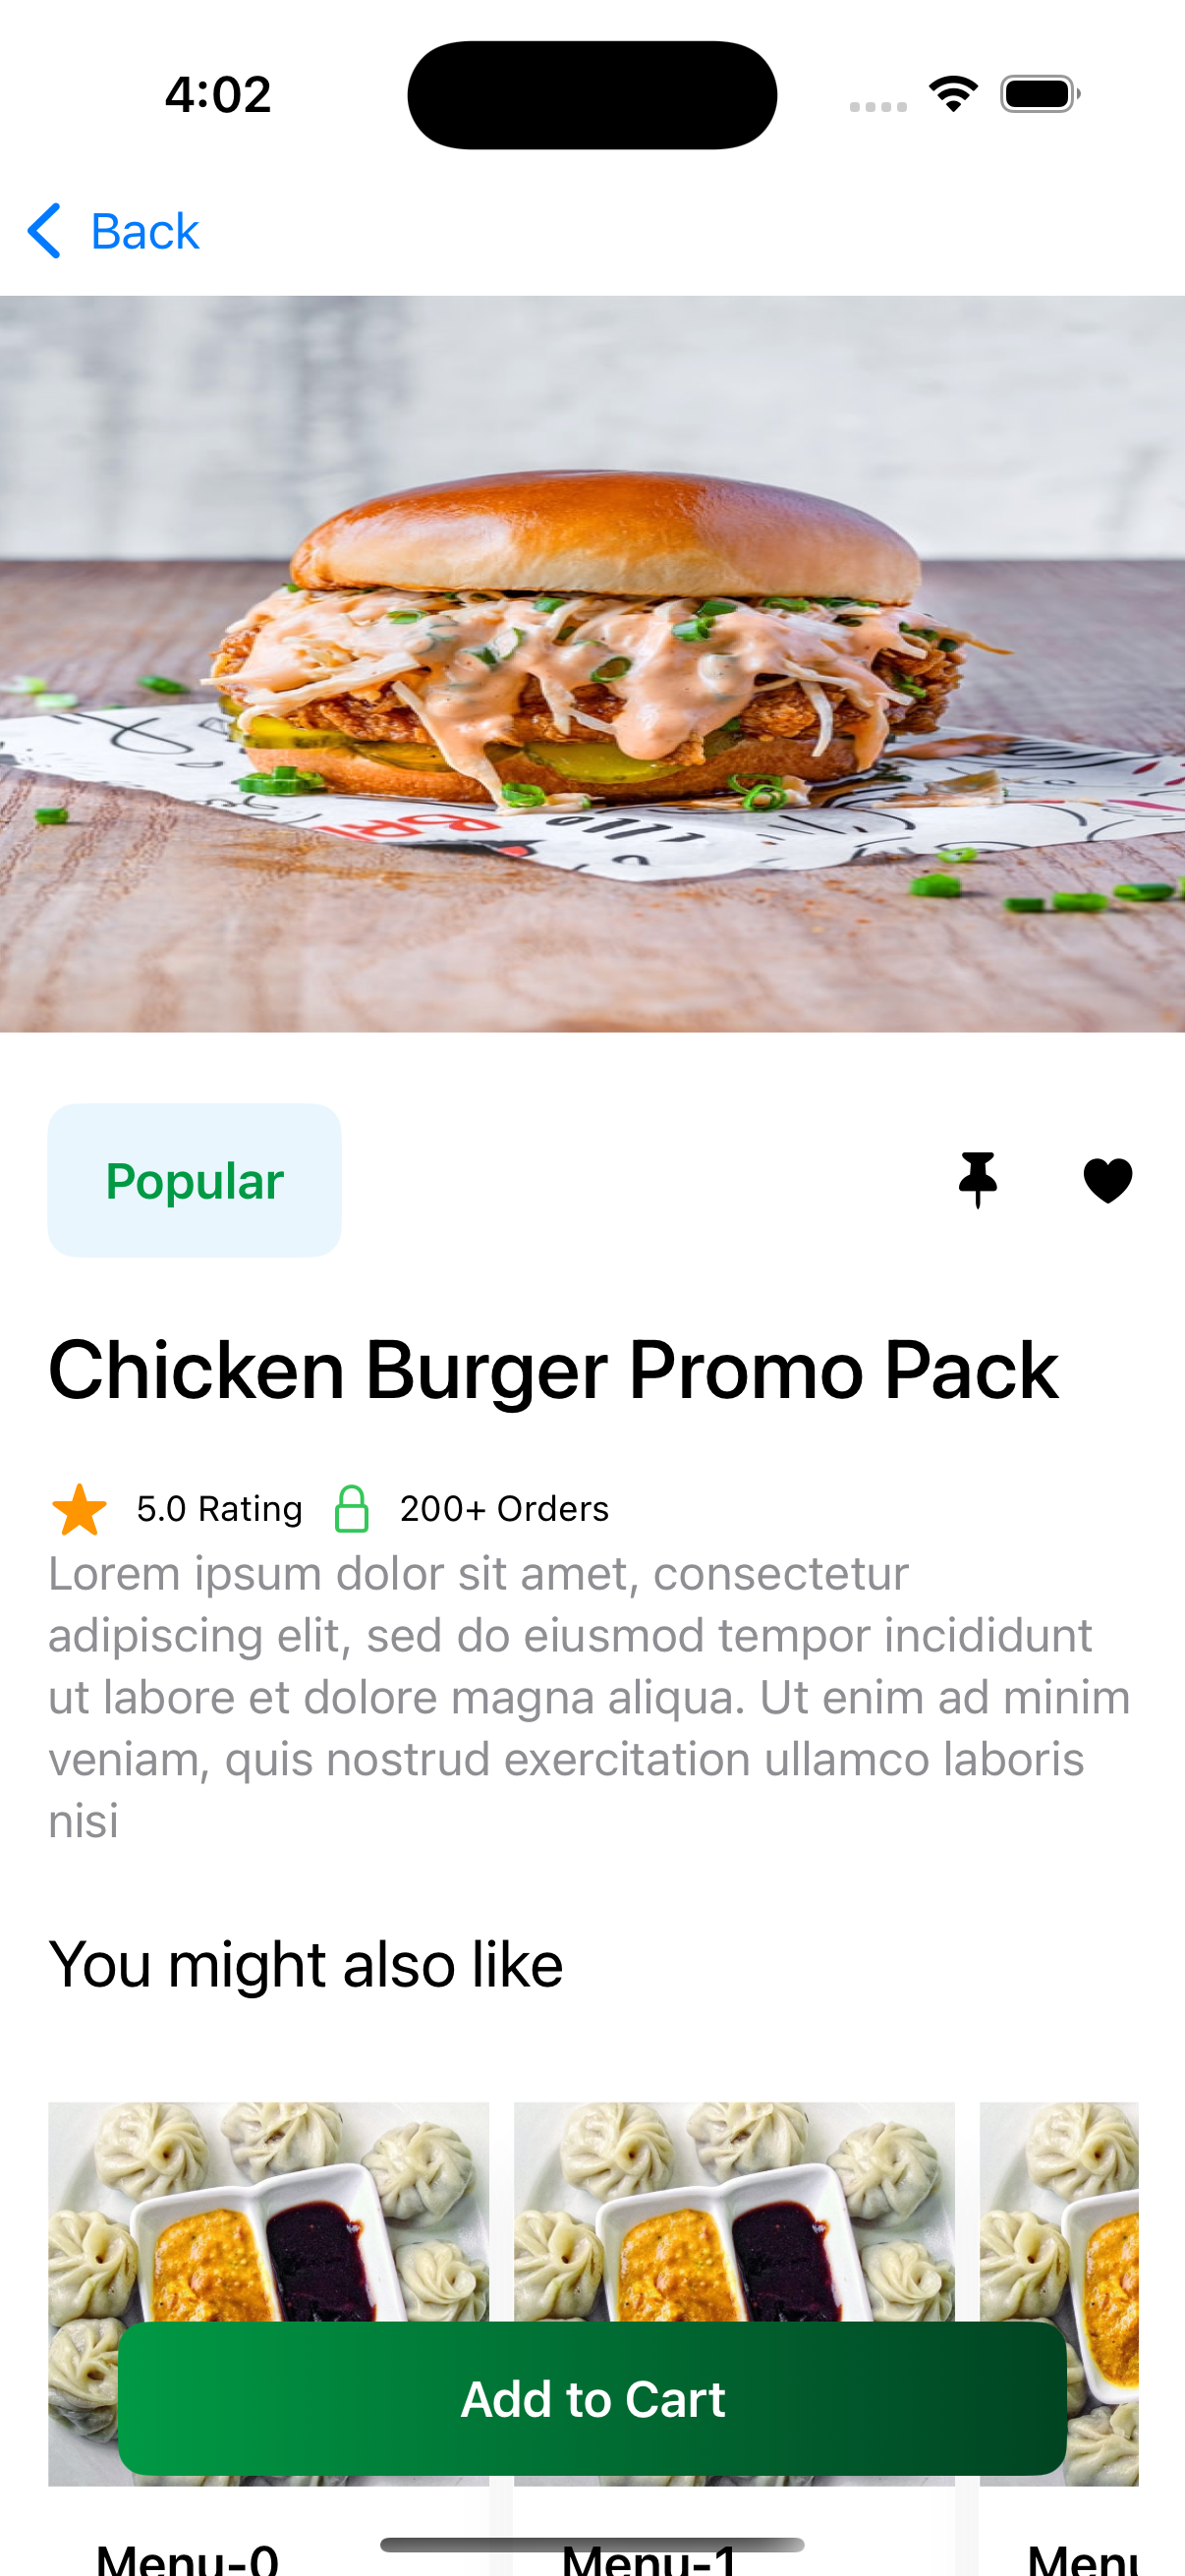 4:02
Back
Popular
Chicken Burger Promo Pack
5.0 Rating 200+ Orders
Lorem ipsum dolor sit amet, consectetur
adipiscing elit, sed do eiusmod tempor incididunt
ut labore et dolore magna aliqua. Ut enim ad minim
veniam, quis nostrud exercitation ullamco laboris
nisi
You might also like
Add to Cart
Menu-0 Menu-1